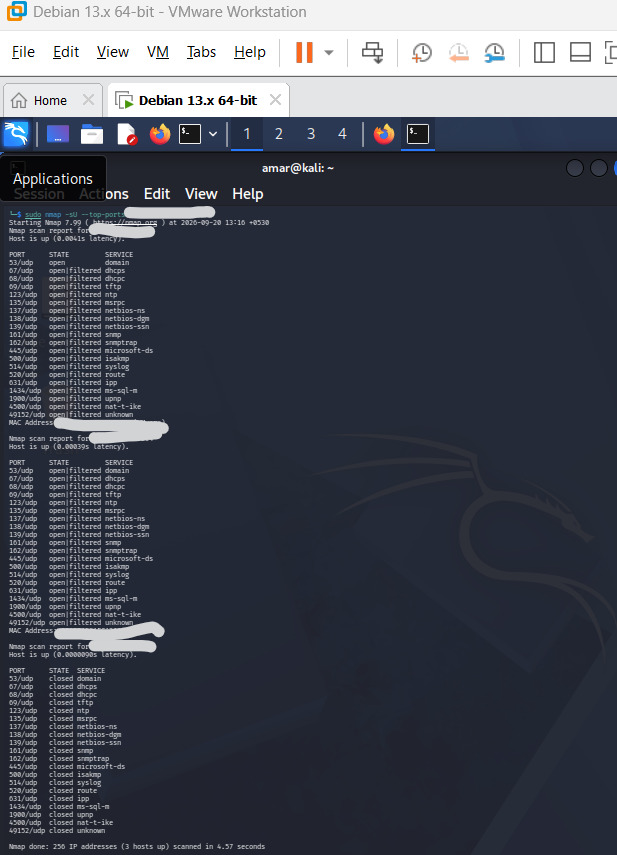 Debian 13.x 64-bit - VMware Workstation
File Edit View VM Tabs Help
Home Debian 13.x 64-bit
1 2 3 4
amar@kali: ~
Applications
Session Actions Edit View Help
└─$ sudo nmap -sU --top-ports
Starting Nmap 7.99 ( https://nmap.org ) at 2026-09-20 13:16 +0530
Nmap scan report for
Host is up (0.0041s latency).
PORT STATE SERVICE
53/udp open domain
67/udp open|filtered dhcps
68/udp open|filtered dhcpc
69/udp open|filtered tftp
123/udp open|filtered ntp
135/udp open|filtered msrpc
137/udp open|filtered netbios-ns
138/udp open|filtered netbios-dgm
139/udp open|filtered netbios-ssn
161/udp open|filtered snmp
162/udp open|filtered snmptrap
445/udp open|filtered microsoft-ds
500/udp open|filtered isakmp
514/udp open|filtered syslog
520/udp open|filtered route
631/udp open|filtered ipp
1434/udp open|filtered ms-sql-m
1900/udp open|filtered upnp
4500/udp open|filtered nat-t-ike
49152/udp open|filtered unknown
MAC Address
Nmap scan report for
Host is up (0.00039s latency).
PORT STATE SERVICE
53/udp open|filtered domain
67/udp open|filtered dhcps
68/udp open|filtered dhcpc
69/udp open|filtered tftp
123/udp open|filtered ntp
135/udp open|filtered msrpc
137/udp open|filtered netbios-ns
138/udp open|filtered netbios-dgm
139/udp open|filtered netbios-ssn
161/udp open|filtered snmp
162/udp open|filtered snmptrap
445/udp open|filtered microsoft-ds
500/udp open|filtered isakmp
514/udp open|filtered syslog
520/udp open|filtered route
631/udp open|filtered ipp
1434/udp open|filtered ms-sql-m
1900/udp open|filtered upnp
4500/udp open|filtered nat-t-ike
49152/udp open|filtered unknown
MAC Address:
Nmap scan report for
Host is up (0.0000090s latency).
PORT STATE SERVICE
53/udp closed domain
67/udp closed dhcps
68/udp closed dhcpc
69/udp closed tftp
123/udp closed ntp
135/udp closed msrpc
137/udp closed netbios-ns
138/udp closed netbios-dgm
139/udp closed netbios-ssn
161/udp closed snmp
162/udp closed snmptrap
445/udp closed microsoft-ds
500/udp closed isakmp
514/udp closed syslog
520/udp closed route
631/udp closed ipp
1434/udp closed ms-sql-m
1900/udp closed upnp
4500/udp closed nat-t-ike
49152/udp closed unknown
Nmap done: 256 IP addresses (3 hosts up) scanned in 4.57 seconds